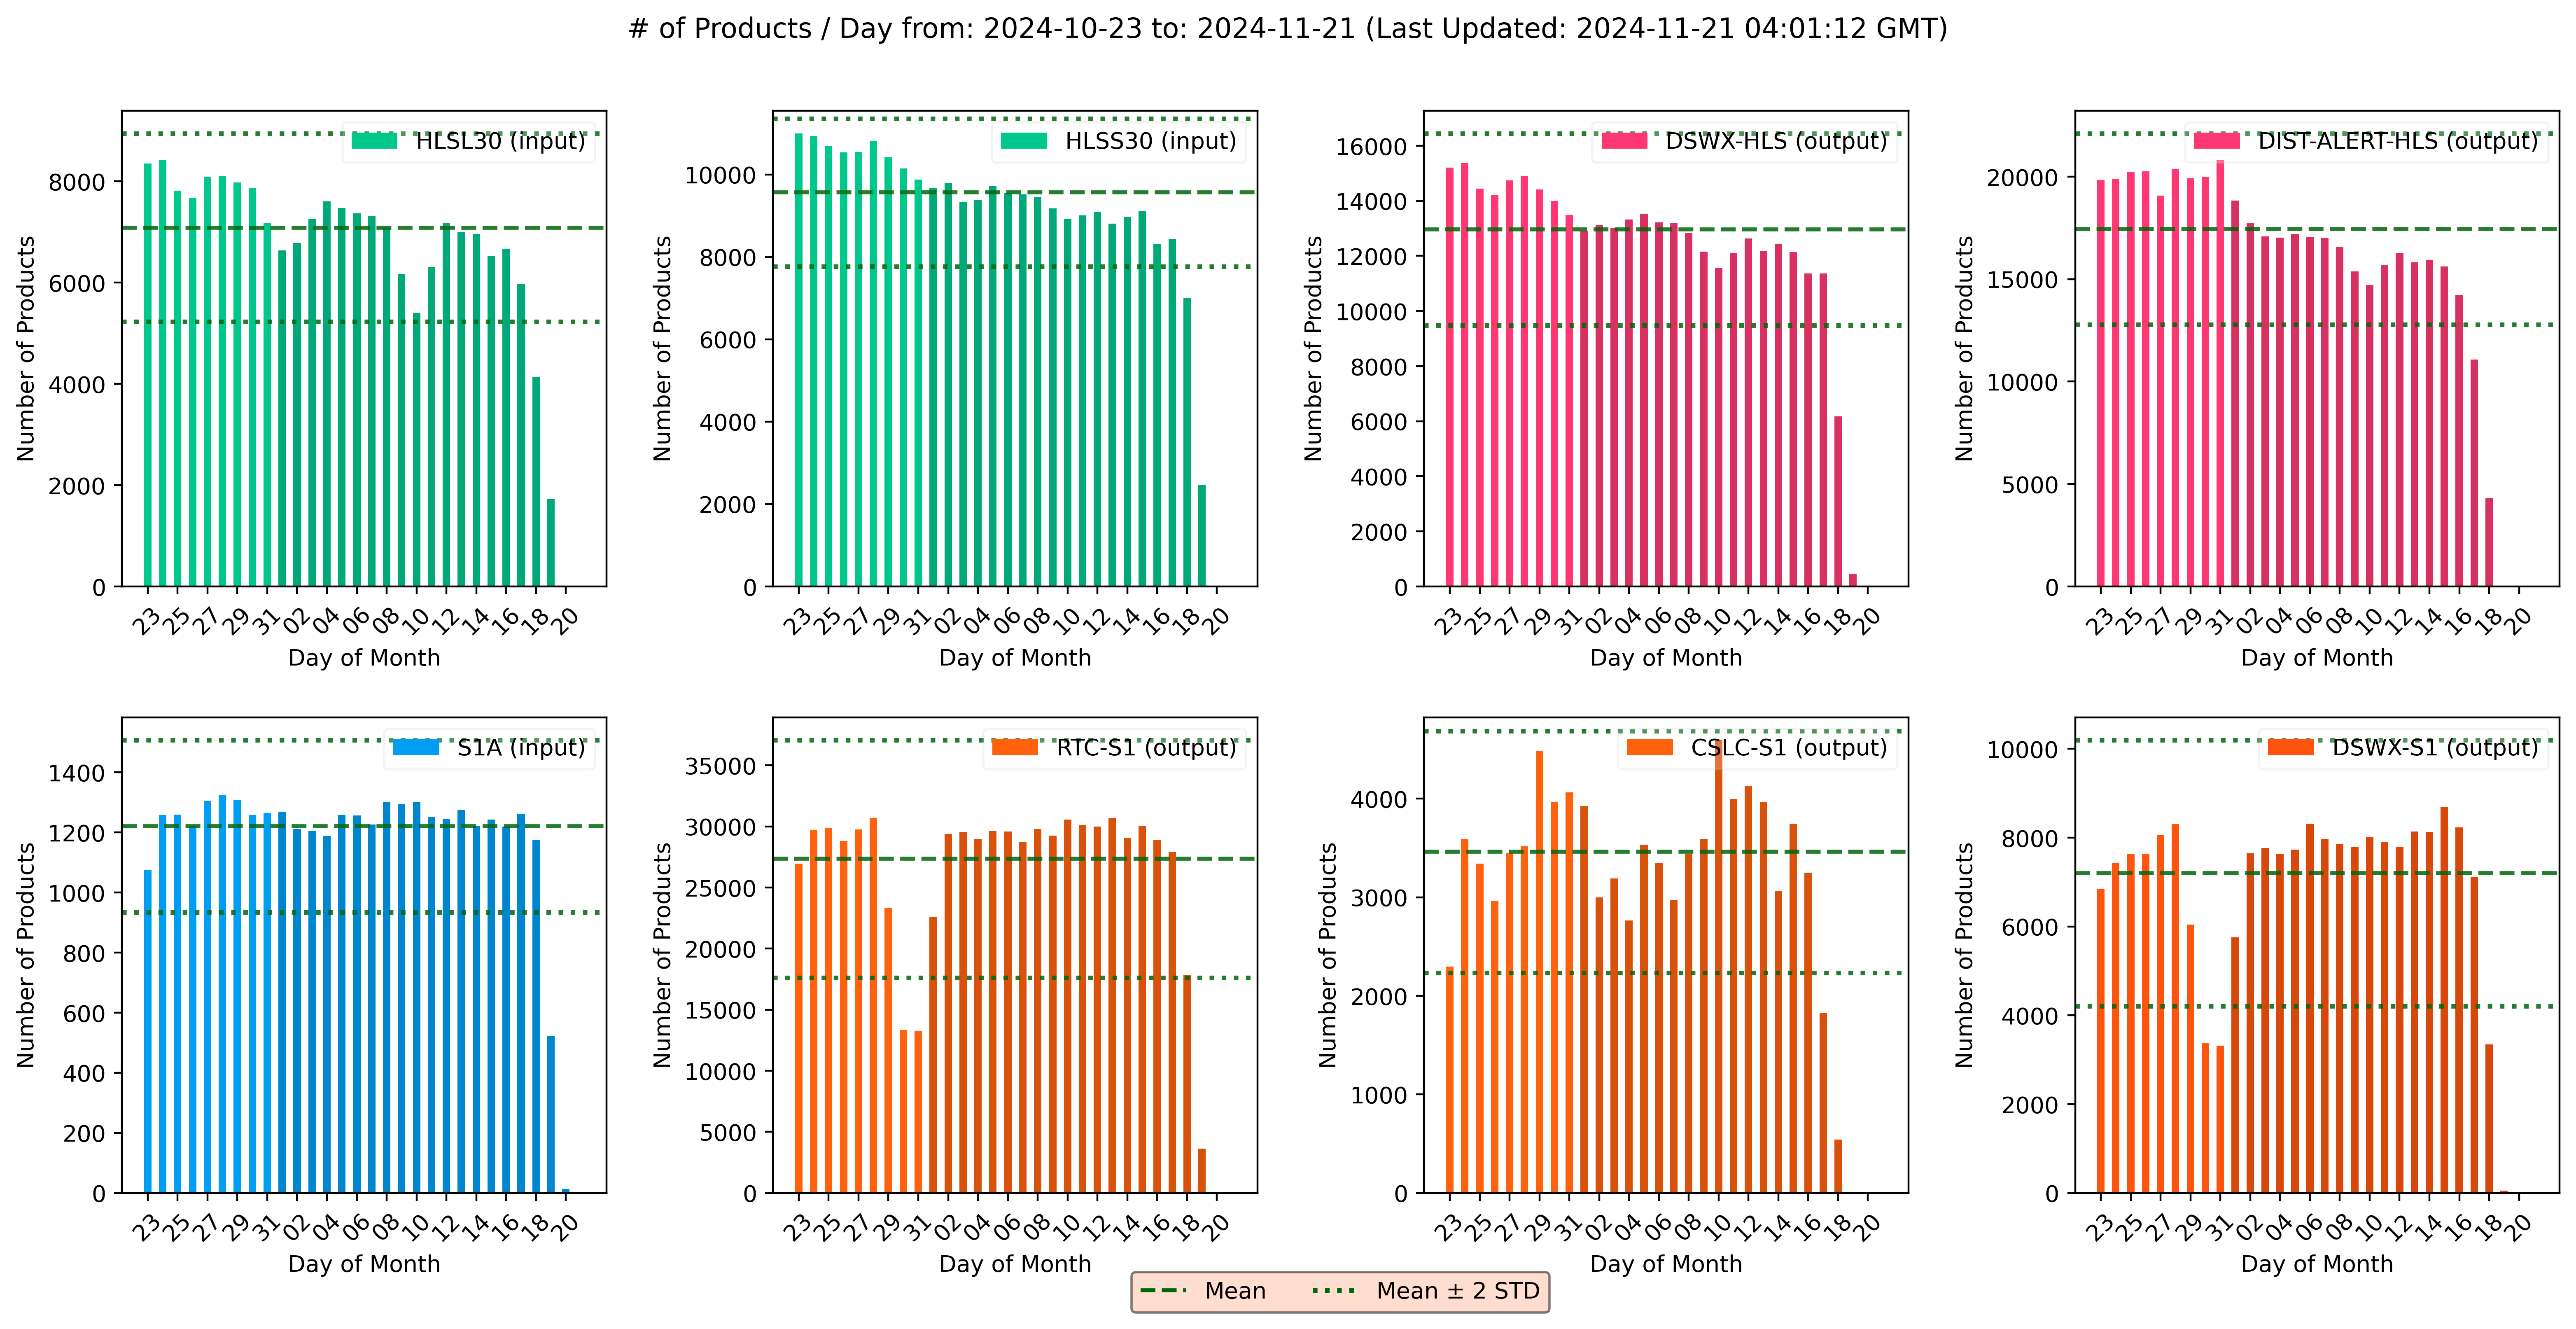 # of Products / Day from: 2024-10-23 to: 2024-11-21 (Last Updated: 2024-11-21 04:01:12 GMT)
HLSL30 (input)
Number of Products
8000
6000
4000
2000
0
23 25 27 29 31 02 04 06 08 10 12 14 16 18 20
Day of Month
HLSS30 (input)
Number of Products
10000
8000
6000
4000
2000
0
23 25 27 29 31 02 04 06 08 10 12 14 16 18 20
Day of Month
DSWX-HLS (output)
Number of Products
16000
14000
12000
10000
8000
6000
4000
2000
0
23 25 27 29 31 02 04 06 08 10 12 14 16 18 20
Day of Month
DIST-ALERT-HLS (output)
Number of Products
20000
15000
10000
5000
0
23 25 27 29 31 02 04 06 08 10 12 14 16 18 20
Day of Month
S1A (input)
Number of Products
1400
1200
1000
800
600
400
200
0
23 25 27 29 31 02 04 06 08 10 12 14 16 18 20
Day of Month
RTC-S1 (output)
Number of Products
35000
30000
25000
20000
15000
10000
5000
0
23 25 27 29 31 02 04 06 08 10 12 14 16 18 20
Day of Month
CSLC-S1 (output)
Number of Products
4000
3000
2000
1000
0
23 25 27 29 31 02 04 06 08 10 12 14 16 18 20
Day of Month
DSWX-S1 (output)
Number of Products
10000
8000
6000
4000
2000
0
23 25 27 29 31 02 04 06 08 10 12 14 16 18 20
Day of Month
Mean
Mean ± 2 STD